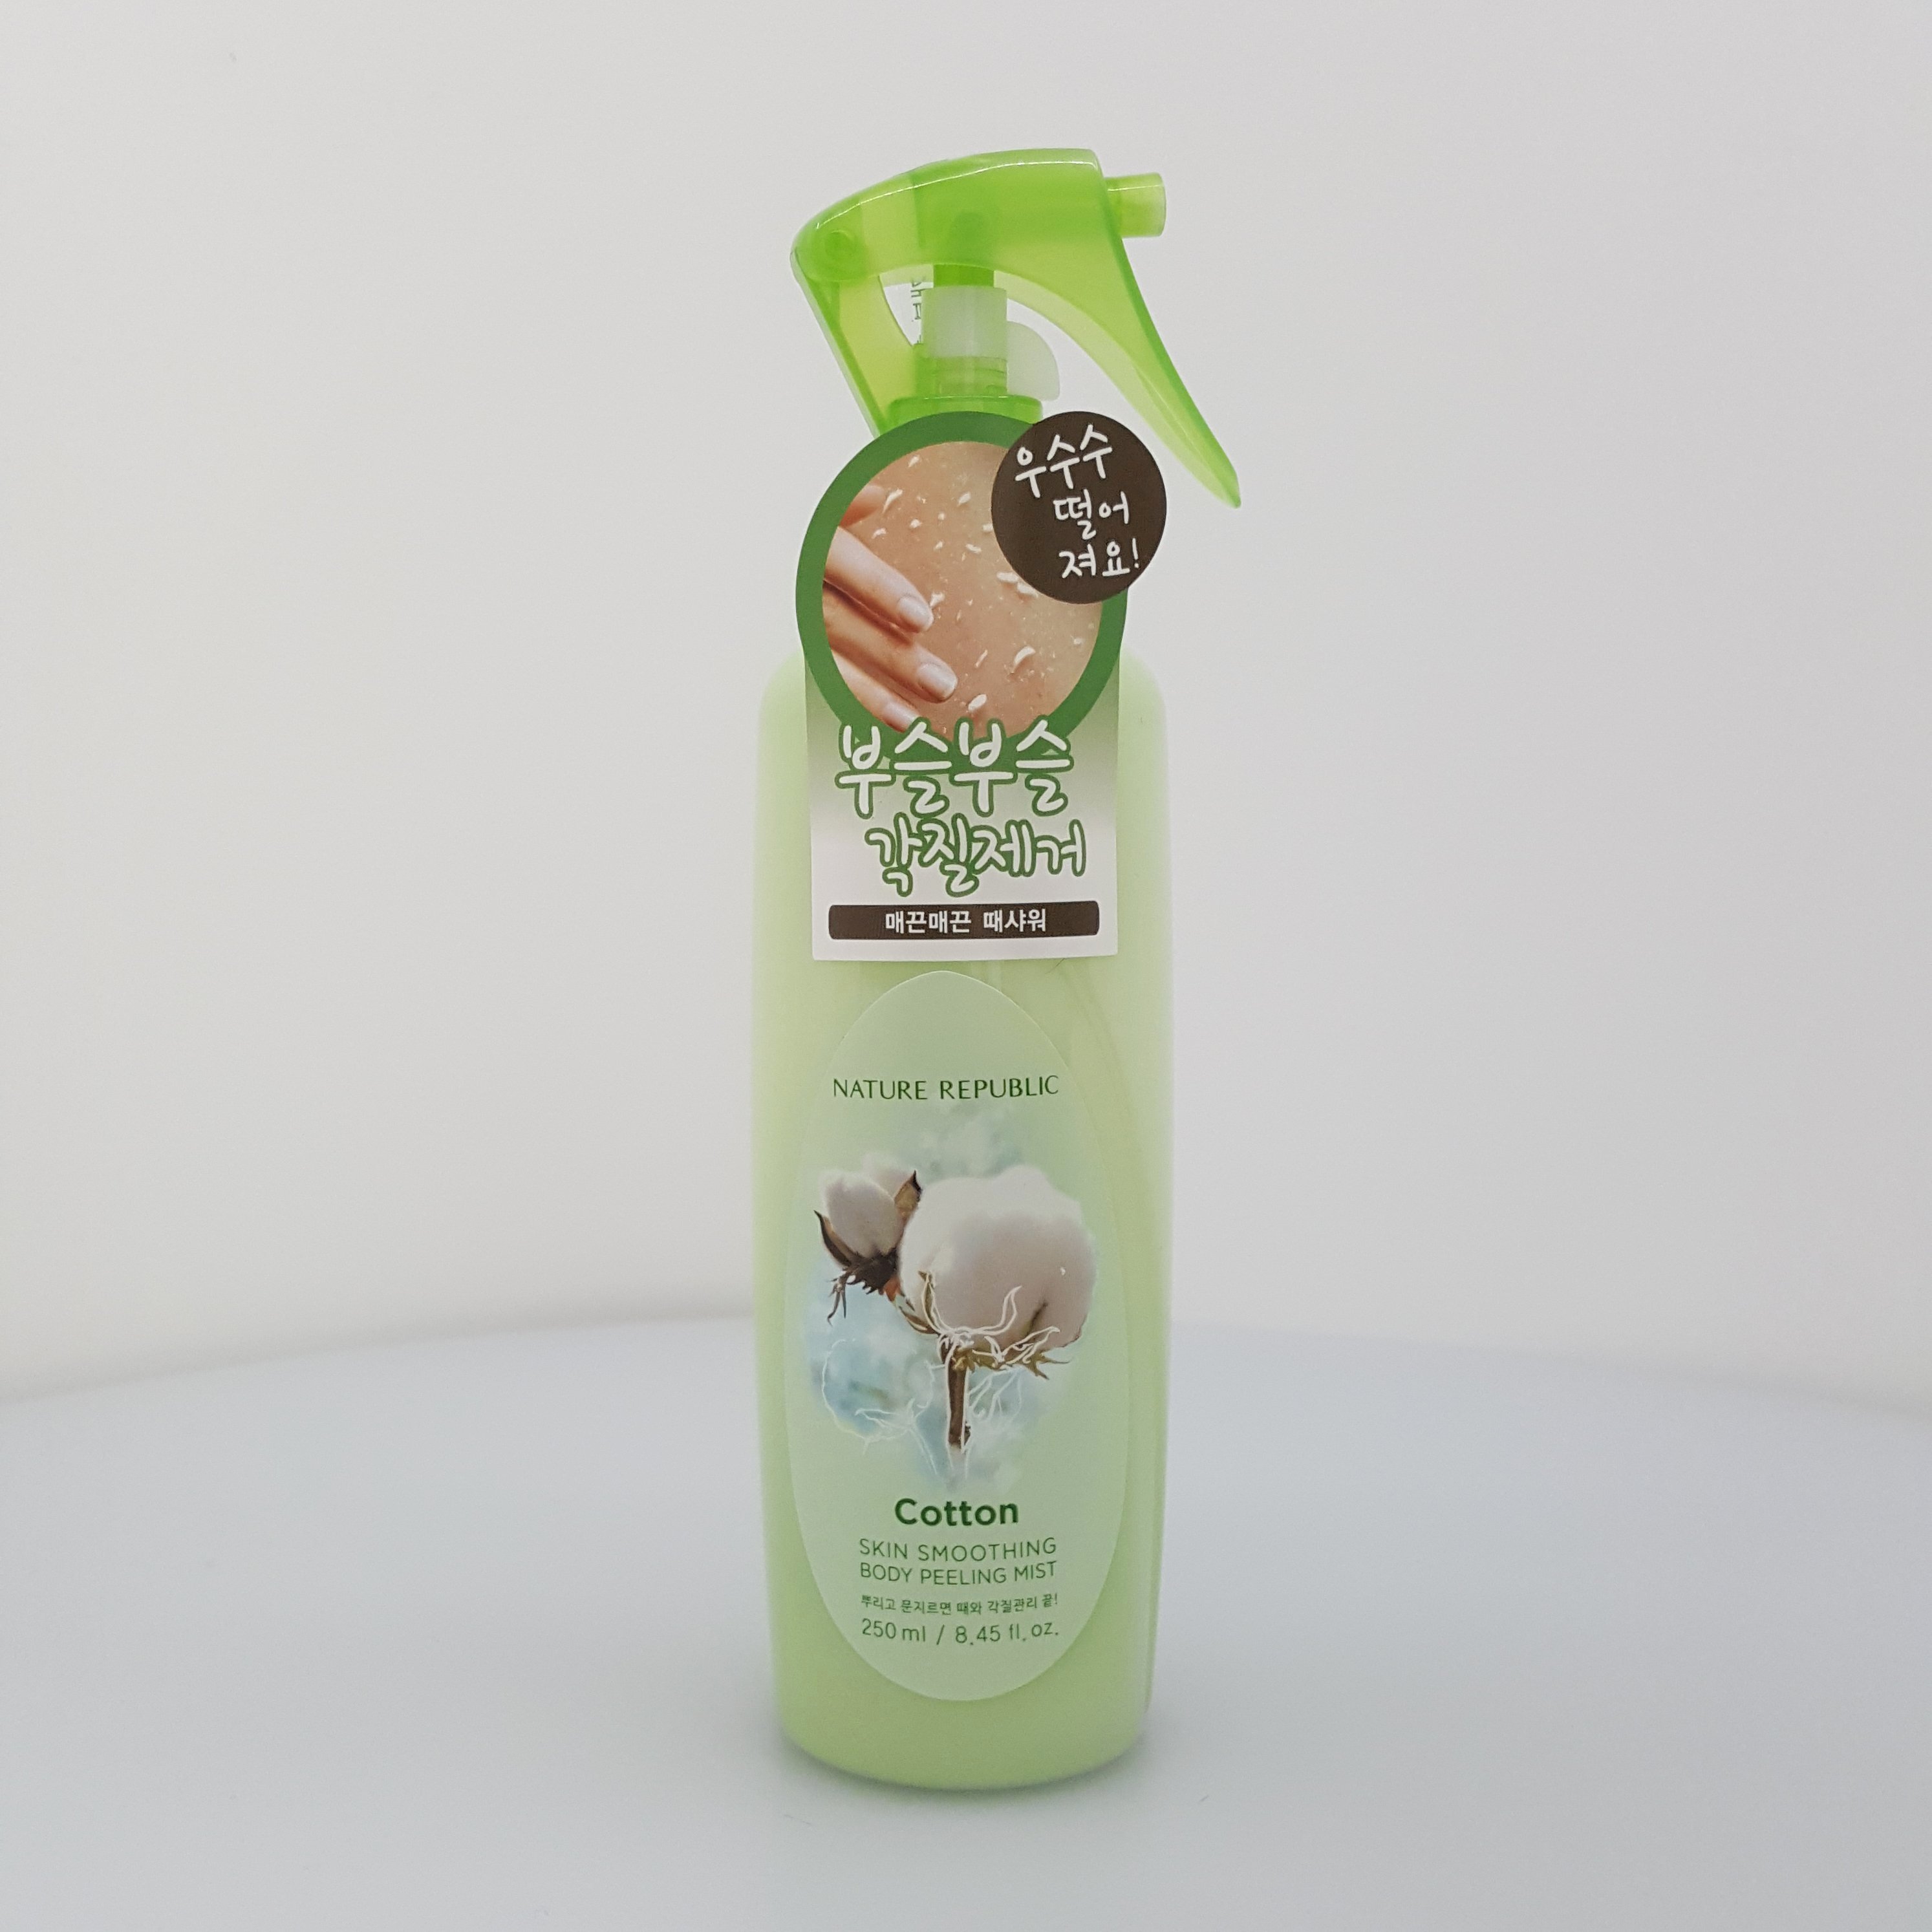 우수수
떨어
져요!
부슬부슬
각질제거
매끈매끈 때샤워
NATURE REPUBLIC
Cotton
SKIN SMOOTHING
BODY PEELING MIST
뿌리고 문지르면 때와 각질관리 끝!
250 ml / 8.45 fl. oz.